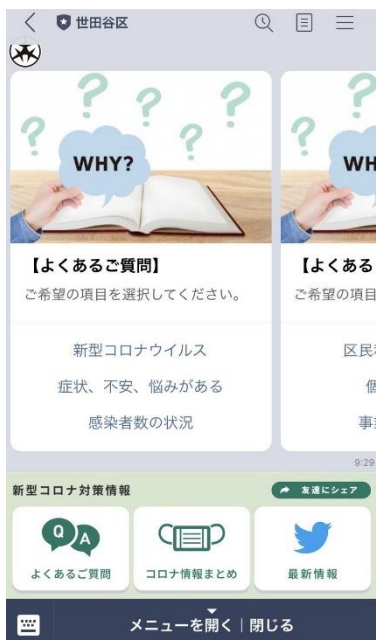 世田谷区
WHY?
WH
【よくあるご質問】
ご希望の項目を選択してください。
新型コロナウイルス
症状、不安、悩みがある
感染者数の状況
【よくある
ご希望の項目
区民
個
事
9:29
新型コロナ対策情報
友達にシェア
Q A
よくあるご質問
コロナ情報まとめ
最新情報
メニューを開く｜閉じる